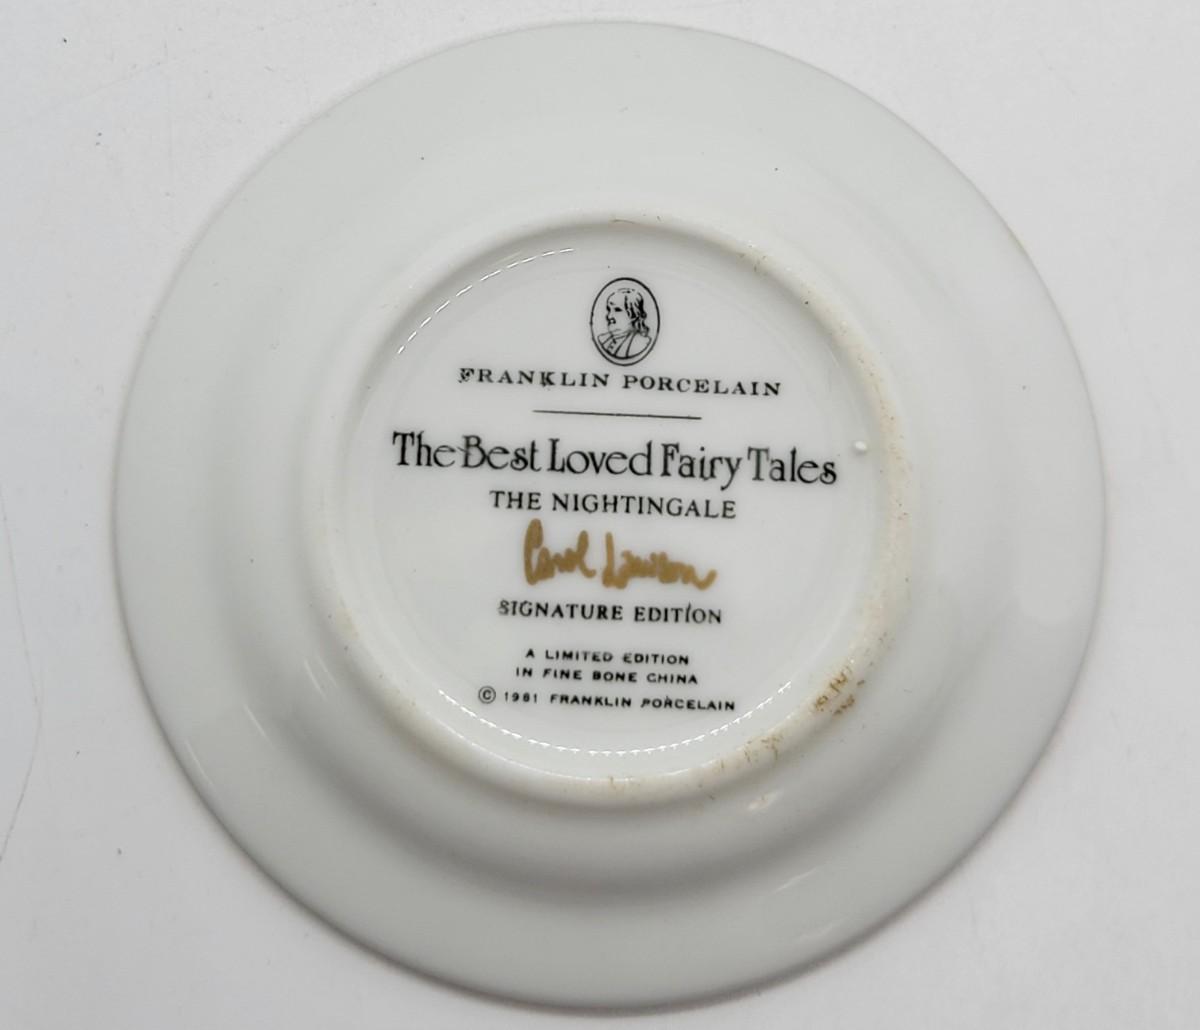 FRANKLIN PORCELAIN
The Best Loved Fairy Tales
THE NIGHTINGALE
Carol Lawson
SIGNATURE EDITION
A LIMITED EDITION
IN FINE BONE CHINA
© 1981 FRANKLIN PORCELAIN